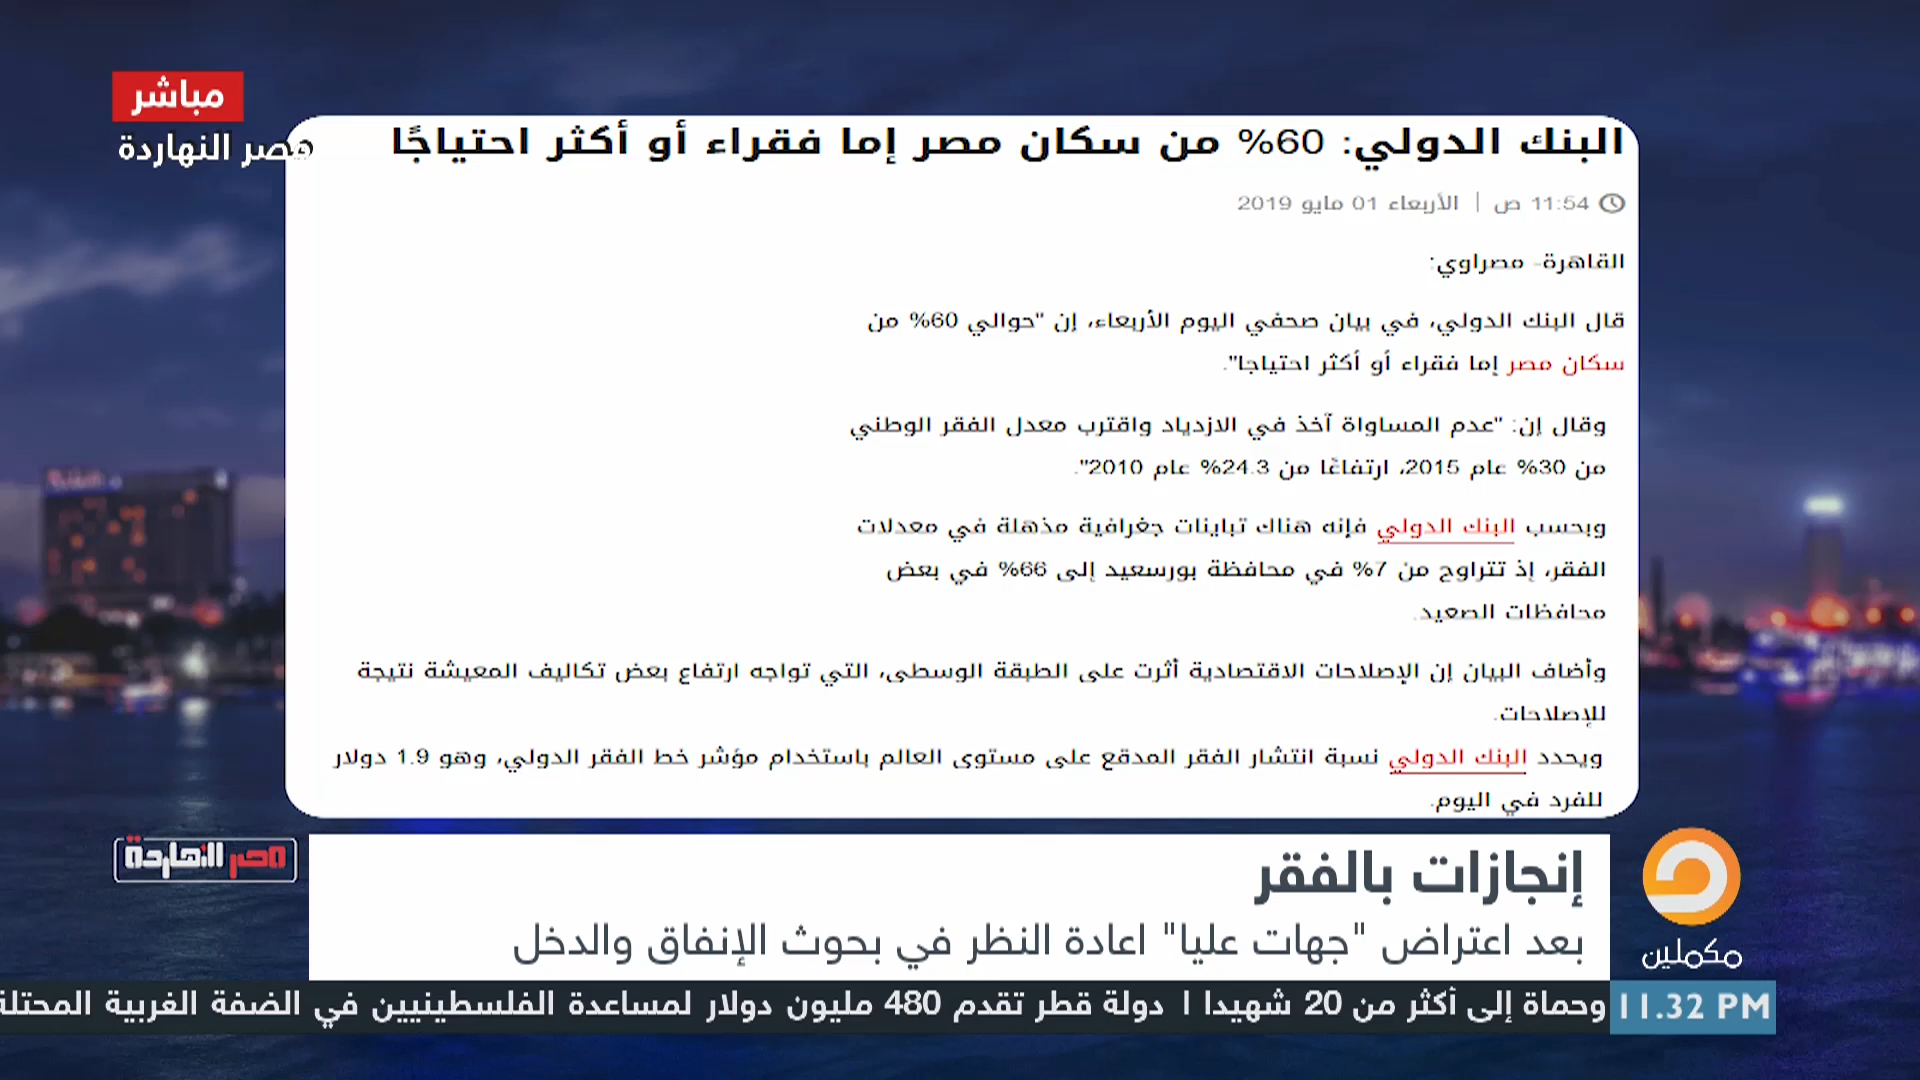 مباشر
مصر النهاردة
البنك الدولي: 60% من سكان مصر إما فقراء أو أكثر احتياجًا
11:54 ص | الأربعاء 01 مايو 2019
القاهرة- مصراوي:
قال البنك الدولي، في بيان صحفي اليوم الأربعاء، إن "حوالي 60% من
سكان مصر إما فقراء أو أكثر احتياجا".
وقال إن: "عدم المساواة آخذ في الازدياد واقترب معدل الفقر الوطني
من 30% عام 2015، ارتفاعًا من 24.3% عام 2010".
وبحسب البنك الدولي فإنه هناك تباينات جغرافية مذهلة في معدلات
الفقر، إذ تتراوح من 7% في محافظة بورسعيد إلى 66% في بعض
محافظات الصعيد.
وأضاف البيان إن الإصلاحات الاقتصادية أثرت على الطبقة الوسطى، التي تواجه ارتفاع بعض تكاليف المعيشة نتيجة
للإصلاحات.
ويحدد البنك الدولي نسبة انتشار الفقر المدقع على مستوى العالم باستخدام مؤشر خط الفقر الدولي، وهو 1.9 دولار
للفرد في اليوم.
مصر النهاردة
إنجازات بالفقر
بعد اعتراض "جهات عليا" اعادة النظر في بحوث الإنفاق والدخل
مكملين
وحماة إلى أكثر من 20 شهيدا | دولة قطر تقدم 480 مليون دولار لمساعدة الفلسطينيين في الضفة الغربية المحتلة
11.32 PM